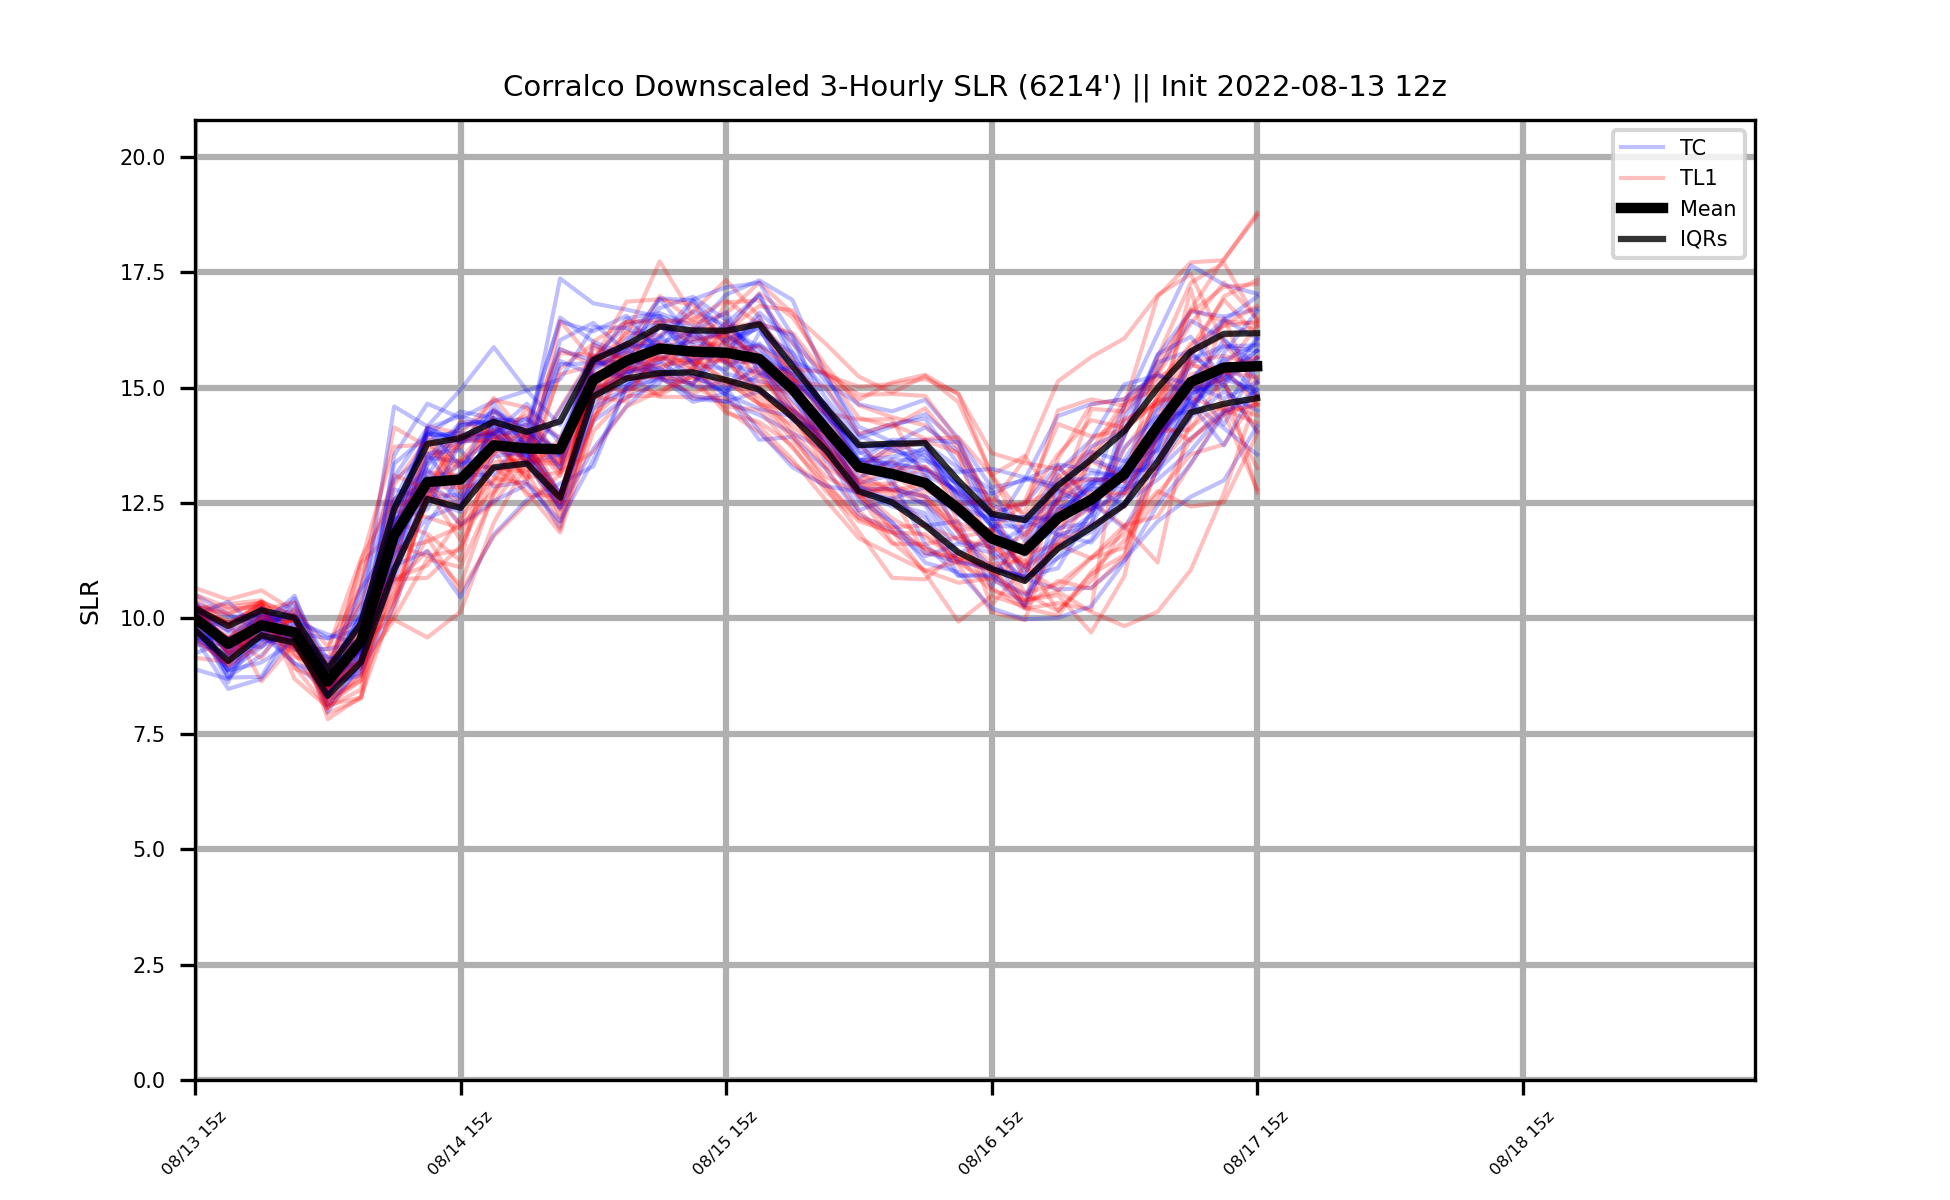 Corralco Downscaled 3-Hourly SLR (6214') || Init 2022-08-13 12z
TC
TL1
Mean
IQRs
SLR
20.0
17.5
15.0
12.5
10.0
7.5
5.0
2.5
0.0
08/13 15z
08/14 15z
08/15 15z
08/16 15z
08/17 15z
08/18 15z